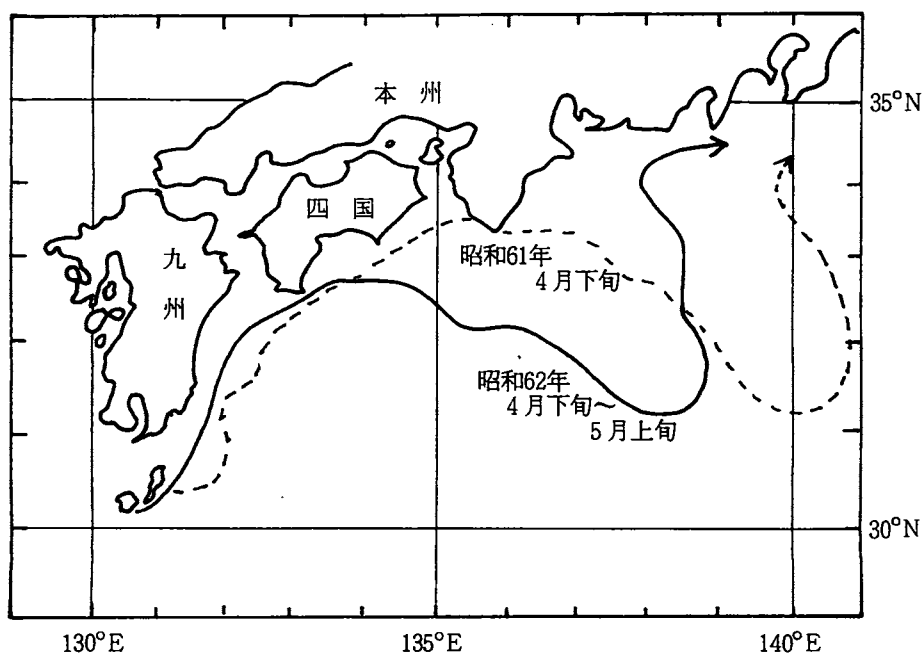 本州
35°N
四国
九州
昭和61年
4月下旬
昭和62年
4月下旬～
5月上旬
30°N
130°E
135°E
140°E